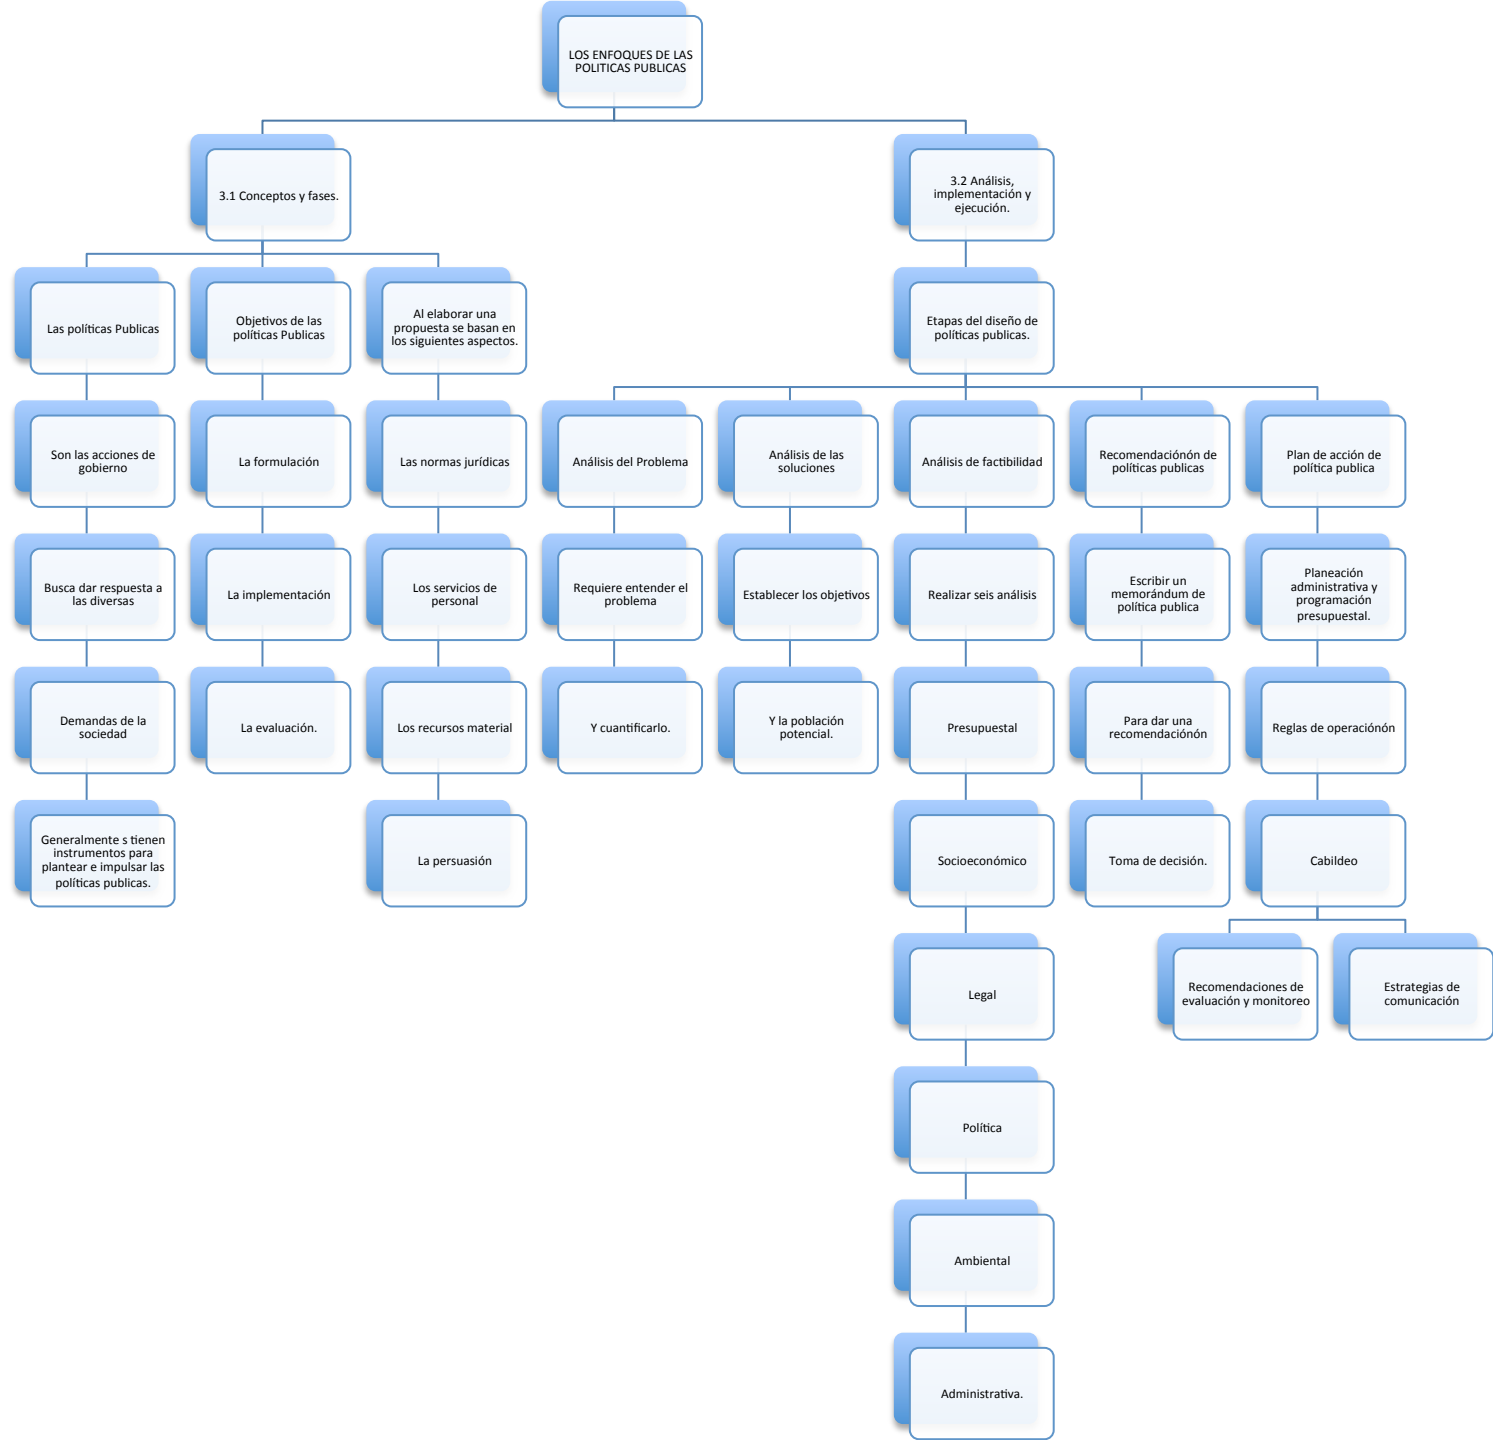 LOS ENFOQUES DE LAS
POLITICAS PUBLICAS
3.1 Conceptos y fases.
3.2 Análisis,
implementación y
ejecución.
Las políticas Publicas
Objetivos de las
políticas Publicas
Al elaborar una
propuesta se basan en
los siguientes aspectos.
Etapas del diseño de
políticas publicas.
Son las acciones de
gobierno
La formulación
Las normas jurídicas
Análisis del Problema
Análisis de las
soluciones
Análisis de factibilidad
Recomendaciónón de
políticas publicas
Plan de acción de
política publica
Busca dar respuesta a
las diversas
La implementación
Los servicios de
personal
Requiere entender el
problema
Establecer los objetivos
Realizar seis análisis
Escribir un
memorándum de
política publica
Planeación
administrativa y
programación
presupuestal.
Demandas de la
sociedad
La evaluación.
Los recursos material
Y cuantificarlo.
Y la población
potencial.
Presupuestal
Para dar una
recomendaciónón
Reglas de operaciónón
Generalmente s tienen
instrumentos para
plantear e impulsar las
políticas publicas.
La persuasión
Socioeconómico
Toma de decisión.
Cabildeo
Legal
Recomendaciones de
evaluación y monitoreo
Estrategias de
comunicación
Política
Ambiental
Administrativa.